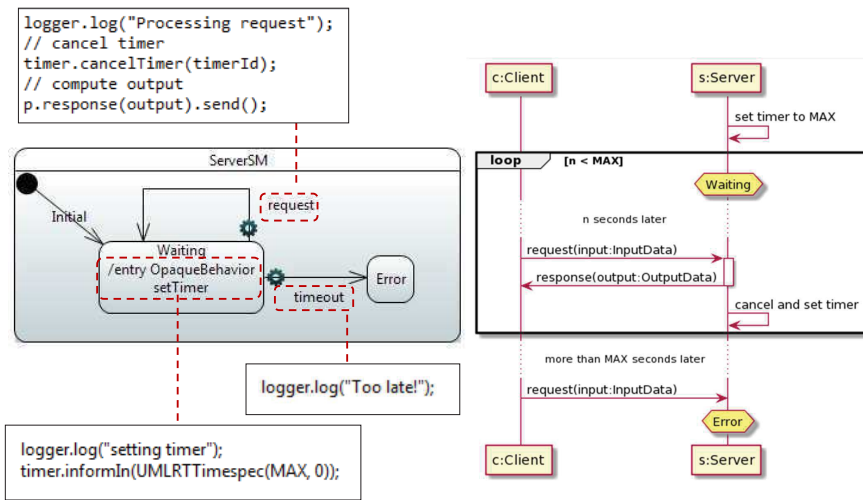 logger.log("Processing request");
// cancel timer
timer.cancelTimer(timerId);
// compute output
p.response(output).send();
ServerSM
Initial
request
Waiting
/entry OpaqueBehavior
setTimer
timeout
Error
logger.log("Too late!");
logger.log("setting timer");
timer.informIn(UMLRTTimespec(MAX, 0));
c:Client
s:Server
set timer to MAX
loop
[n < MAX]
Waiting
n seconds later
request(input:InputData)
response(output:OutputData)
cancel and set timer
more than MAX seconds later
request(input:InputData)
Error
c:Client
s:Server